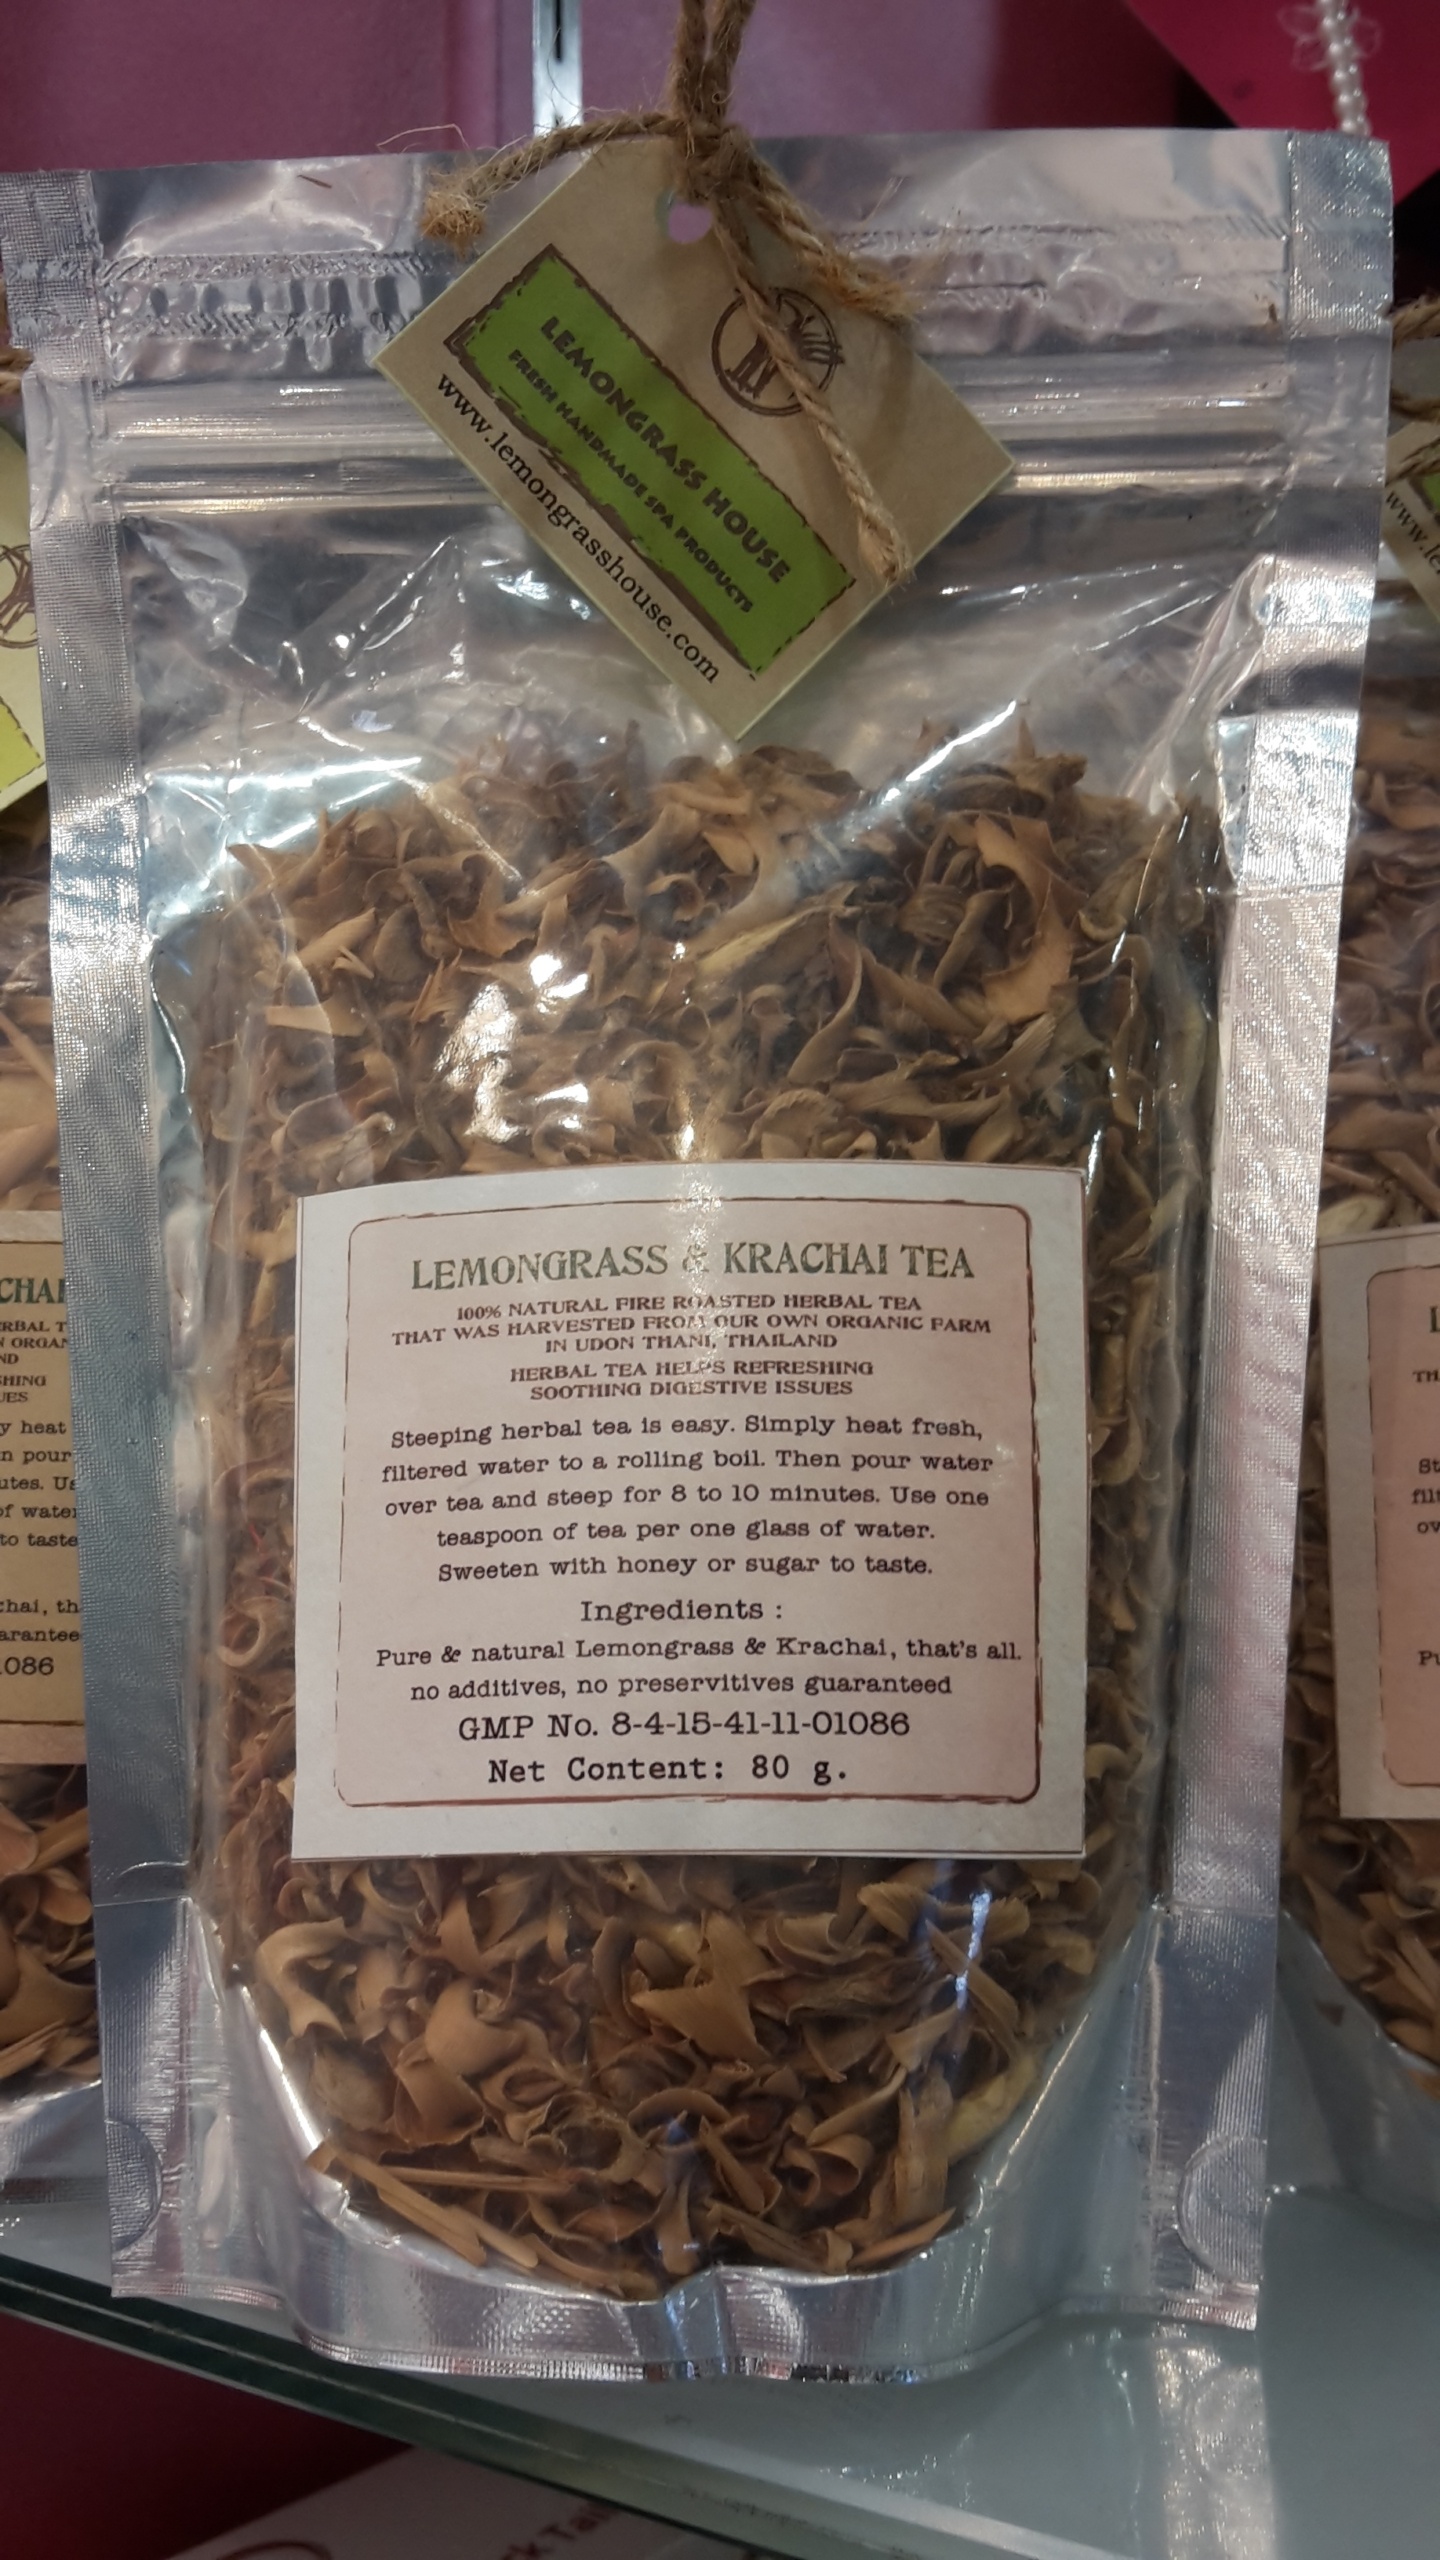 LEMONGRASS HOUSE
FRESH HANDMADE SPA PRODUCTS
www.lemongrasshouse.com
LEMONGRASS & KRACHAI TEA
100% NATURAL FIRE ROASTED HERBAL TEA
THAT WAS HARVESTED FROM OUR OWN ORGANIC FARM
IN UDON THANI, THAILAND
HERBAL TEA HELPS REFRESHING
SOOTHING DIGESTIVE ISSUES
Steeping herbal tea is easy. Simply heat fresh,
filtered water to a rolling boil. Then pour water
over tea and steep for 8 to 10 minutes. Use one
teaspoon of tea per one glass of water.
Sweeten with honey or sugar to taste.
Ingredients :
Pure & natural Lemongrass & Krachai, that's all.
no additives, no preservitives guaranteed
GMP No. 8-4-15-41-11-01086
Net Content: 80 g.